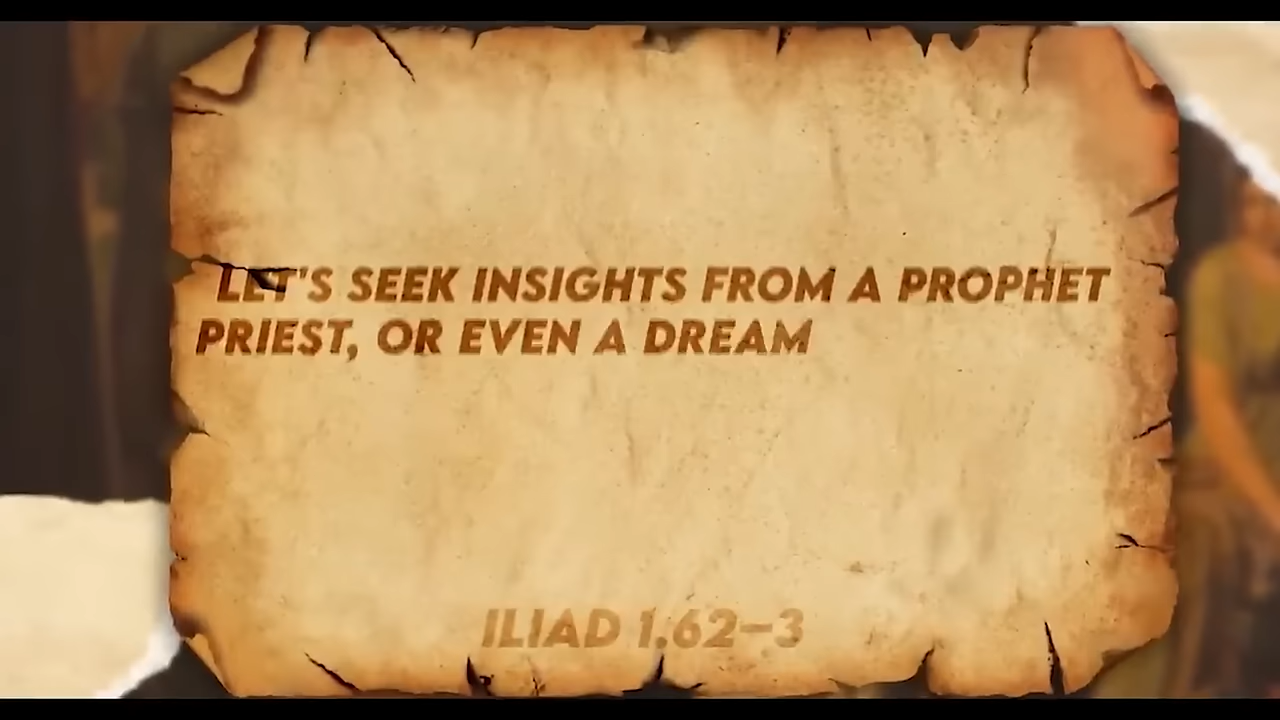 LET'S SEEK INSIGHTS FROM A PROPHET
PRIEST, OR EVEN A DREAM
ILIAD 1.62–3